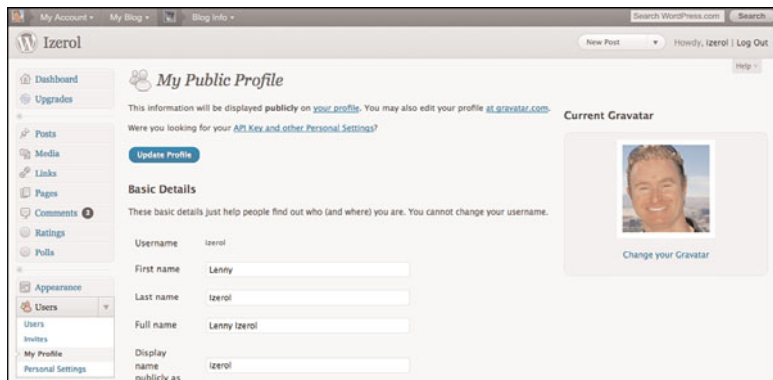 My Account
My Blog
Blog Info
Search WordPress.com
Search
Izerol
New Post
Howdy, izerol | Log Out
Help
Dashboard
Upgrades
Posts
Media
Links
Pages
Comments 3
Ratings
Polls
Appearance
Users
Users
Invites
My Profile
Personal Settings
My Public Profile
This information will be displayed publicly on your profile. You may also edit your profile at gravatar.com.
Were you looking for your API Key and other Personal Settings?
Update Profile
Basic Details
These basic details just help people find out who (and where) you are. You cannot change your username.
Username izerol
First name Lenny
Last name Izerol
Full name Lenny Izerol
Display
name
publicly as
izerol
Current Gravatar
Change your Gravatar